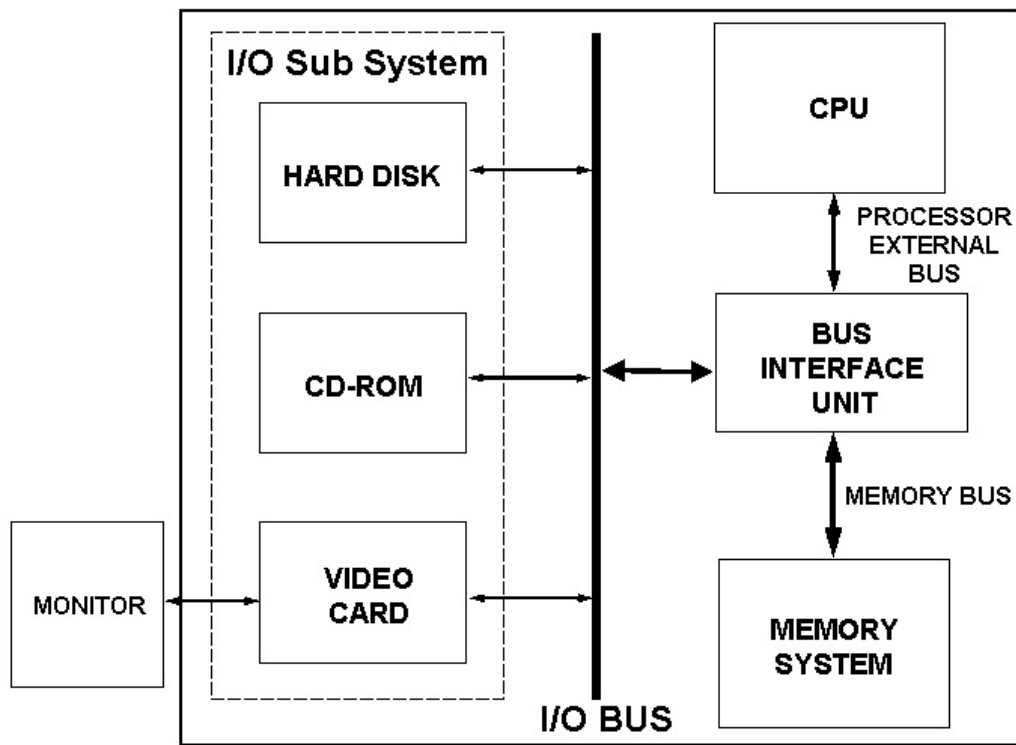 I/O Sub System
HARD DISK
CD-ROM
VIDEO
CARD
MONITOR
I/O BUS
CPU
PROCESSOR
EXTERNAL
BUS
BUS
INTERFACE
UNIT
MEMORY BUS
MEMORY
SYSTEM